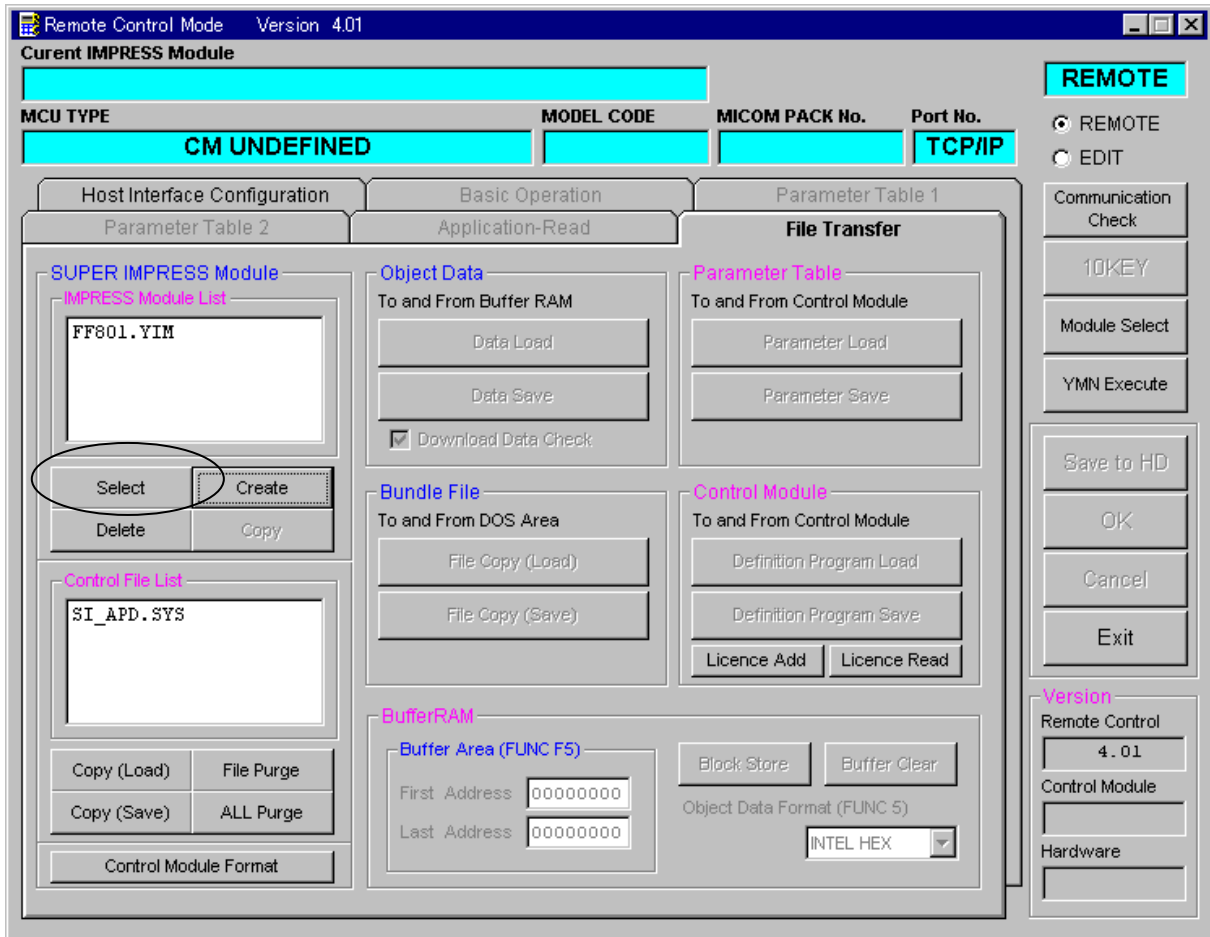 Remote Control Mode Version 4.01
Curent IMPRESS Module
REMOTE
MCU TYPE
MODEL CODE
MICOM PACK No.
Port No.
CM UNDEFINED
TCP/IP
REMOTE
EDIT
Host Interface Configuration
Basic Operation
Parameter Table 1
Parameter Table 2
Application-Read
File Transfer
SUPER IMPRESS Module
IMPRESS Module List
FF801.YIM
Select
Create
Delete
Copy
Control File List
SI_APD.SYS
Copy (Load)
File Purge
Copy (Save)
ALL Purge
Control Module Format
Object Data
To and From Buffer RAM
Data Load
Data Save
Download Data Check
Bundle File
To and From DOS Area
File Copy (Load)
File Copy (Save)
Parameter Table
To and From Control Module
Parameter Load
Parameter Save
Control Module
To and From Control Module
Definition Program Load
Definition Program Save
Licence Add
Licence Read
BufferRAM
Buffer Area (FUNC F5)
First Address 00000000
Last Address 00000000
Block Store
Buffer Clear
Object Data Format (FUNC 5)
INTEL HEX
Communication
Check
10KEY
Module Select
YMN Execute
Save to HD
OK
Cancel
Exit
Version
Remote Control
4.01
Control Module
Hardware